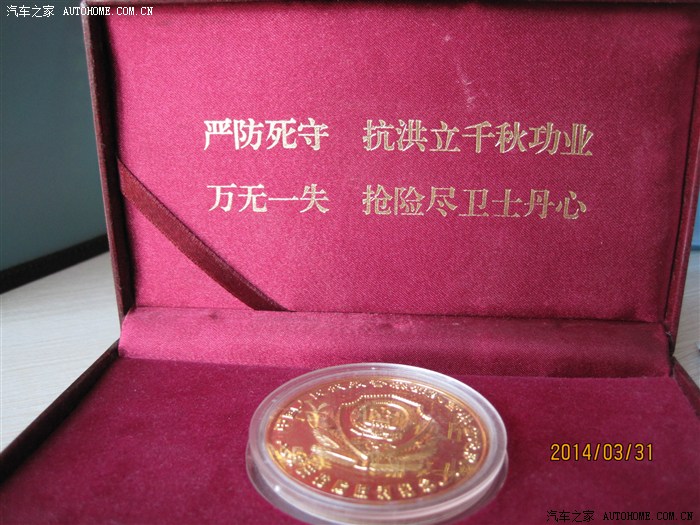 汽车之家 AUTOHOME.COM.CN
严防死守 抗洪立千秋功业
万无一失 抢险尽卫士丹心
2014/03/31
汽车之家 AUTOHOME.COM.CN